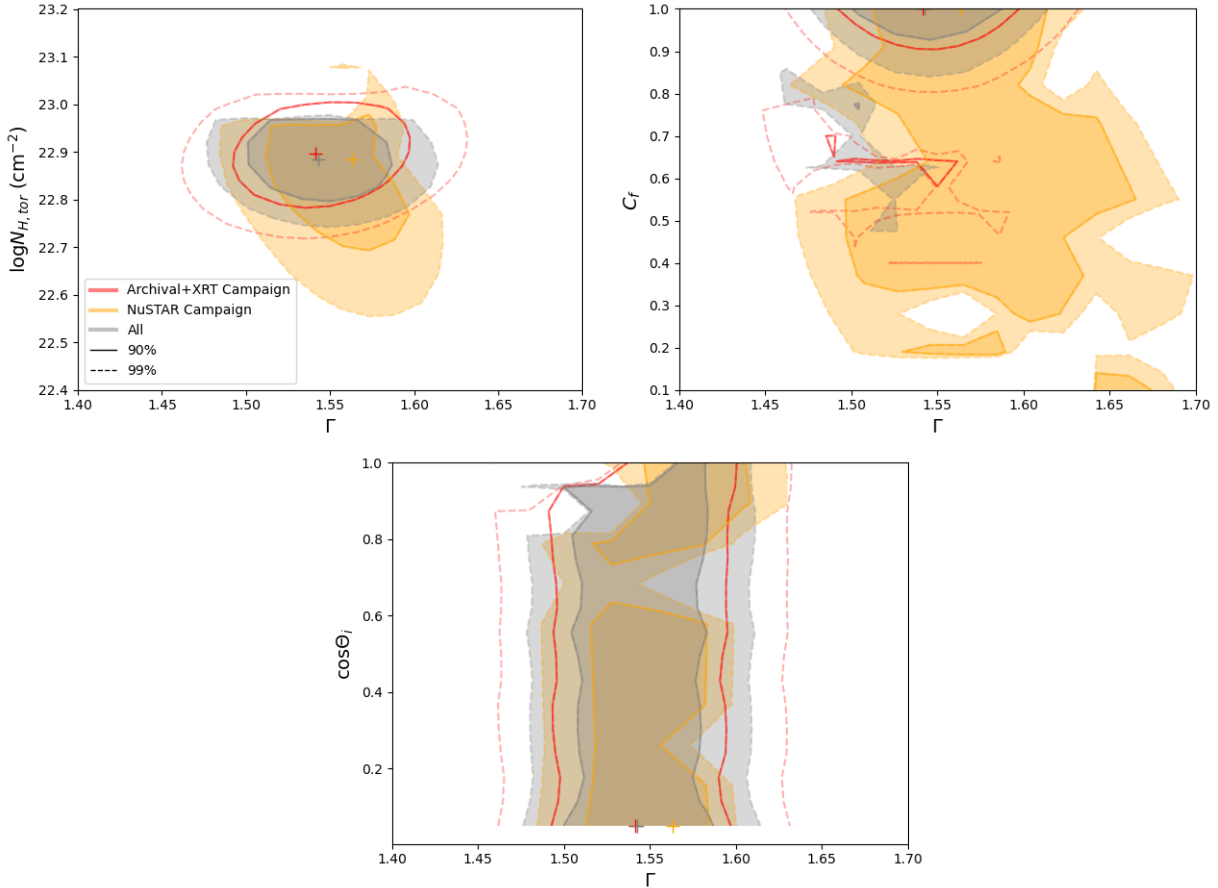 23.2
23.1
23.0
22.9
22.8
22.7
22.6
22.5
22.4
logN_{H, tor} (cm^{-2})
Archival+XRT Campaign
NuSTAR Campaign
All
90%
99%
1.40 1.45 1.50 1.55 1.60 1.65 1.70
Γ
1.0
0.9
0.8
0.7
0.6
0.5
0.4
0.3
0.2
0.1
C_f
1.40 1.45 1.50 1.55 1.60 1.65 1.70
Γ
1.0
0.8
0.6
0.4
0.2
cosΘ_i
1.40 1.45 1.50 1.55 1.60 1.65 1.70
Γ